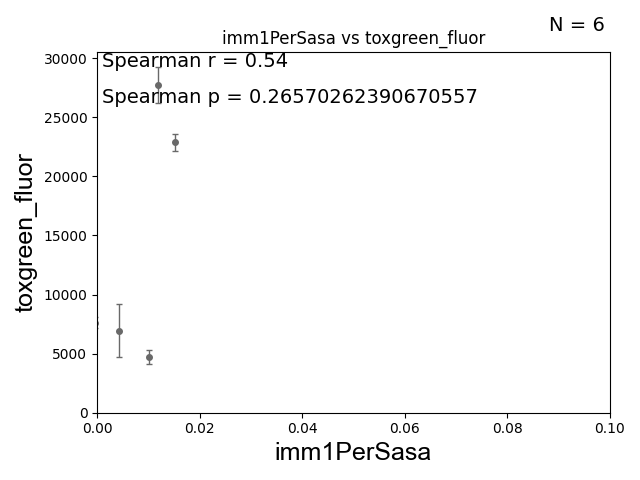 N = 6
imm1PerSasa vs toxgreen_fluor
Spearman r = 0.54
Spearman p = 0.26570262390670557
30000
25000
20000
15000
10000
5000
0
toxgreen_fluor
0.00 0.02 0.04 0.06 0.08 0.10
imm1PerSasa